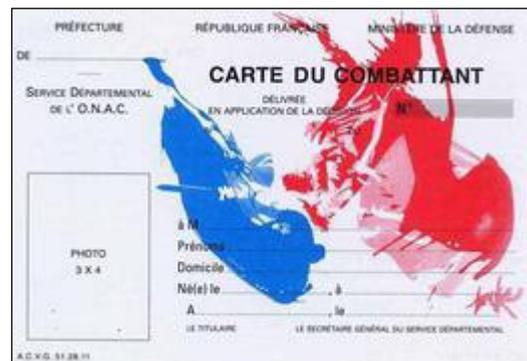 PRÉFECTURE
RÉPUBLIQUE FRANÇAISE
MINISTÈRE DE LA DÉFENSE
DE
SERVICE DÉPARTEMENTAL
DE L' O.N.A.C.
CARTE DU COMBATTANT
DÉLIVRÉE
EN APPLICATION DE LA
N°
PHOTO
3 X 4
à M
Prénoms
Domicile
Né(e) le , à
A , le
LE TITULAIRE
LE SECRÉTAIRE GÉNÉRAL DU SERVICE DÉPARTEMENTAL
A.C.V.G. 51.28.11